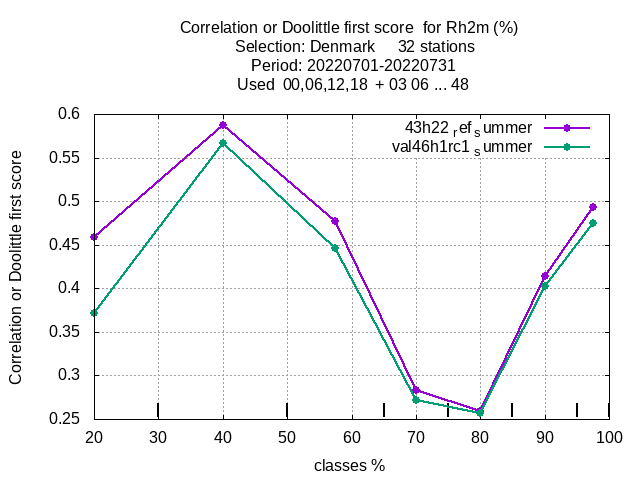 Correlation or Doolittle first score  for Rh2m (%)
Selection: Denmark     32 stations
Period: 20220701-20220731
Used  00,06,12,18  + 03 06 ... 48
43h22_ref_summer
val46h1rc1_summer
Correlation or Doolittle first score
0.6
0.55
0.5
0.45
0.4
0.35
0.3
0.25
20 30 40 50 60 70 80 90 100
classes %